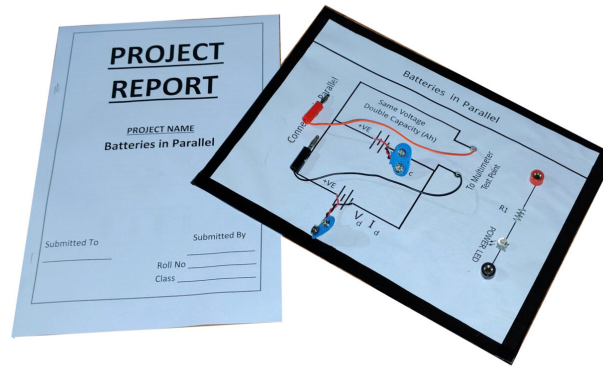 PROJECT
REPORT
PROJECT NAME
Batteries in Parallel
Submitted To
Submitted By
Roll No
Class
Batteries in Parallel
Parallel
Same Voltage
Double Capacity (Ah)
+VE
To Multimeter
Test Point
+VE
V d I d
R1
POWER LED